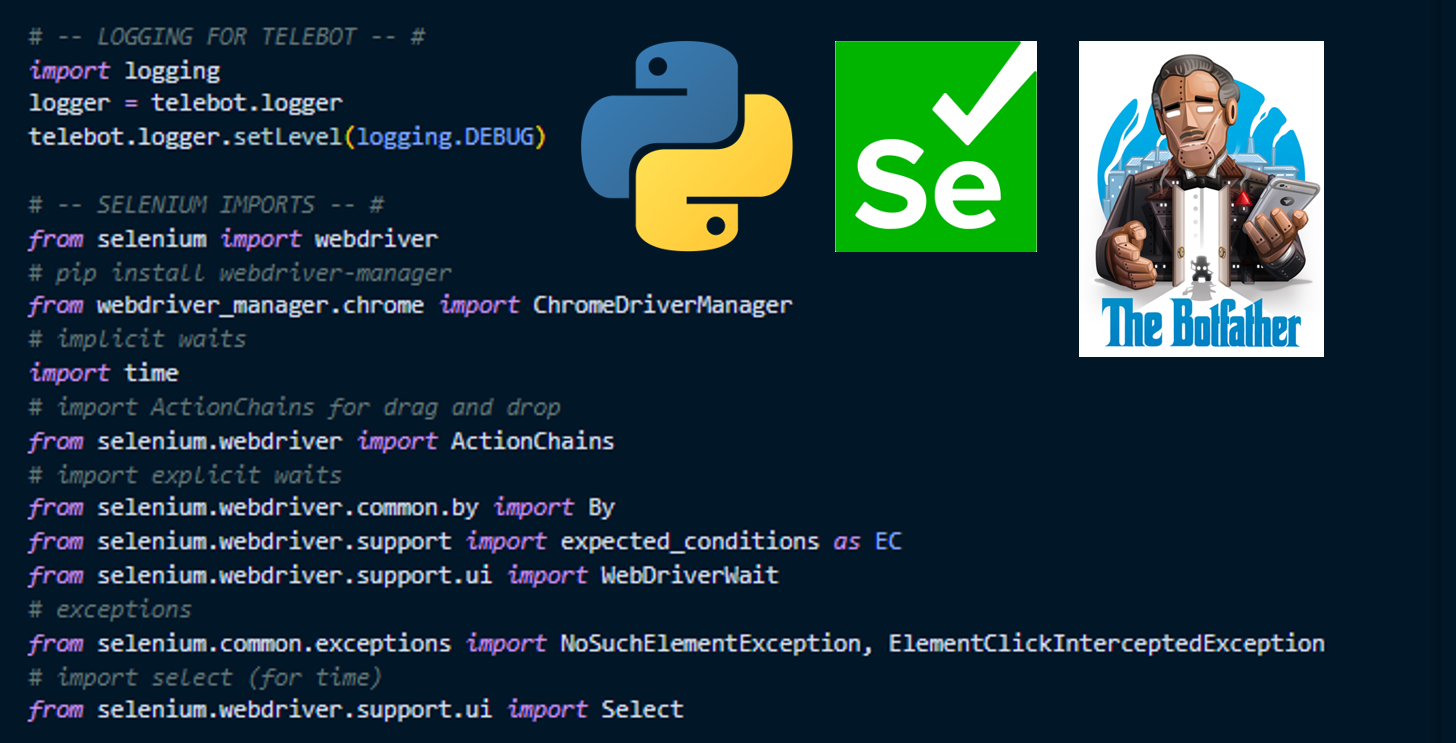 # -- LOGGING FOR TELEBOT -- #
import logging
logger = telebot.logger
telebot.logger.setLevel(logging.DEBUG)
# -- SELENIUM IMPORTS -- #
from selenium import webdriver
# pip install webdriver-manager
from webdriver_manager.chrome import ChromeDriverManager
# implicit waits
import time
# import ActionChains for drag and drop
from selenium.webdriver import ActionChains
# import explicit waits
from selenium.webdriver.common.by import By
from selenium.webdriver.support import expected_conditions as EC
from selenium.webdriver.support.ui import WebDriverWait
# exceptions
from selenium.common.exceptions import NoSuchElementException, ElementClickInterceptedException
# import select (for time)
from selenium.webdriver.support.ui import Select
Se
The Botfather